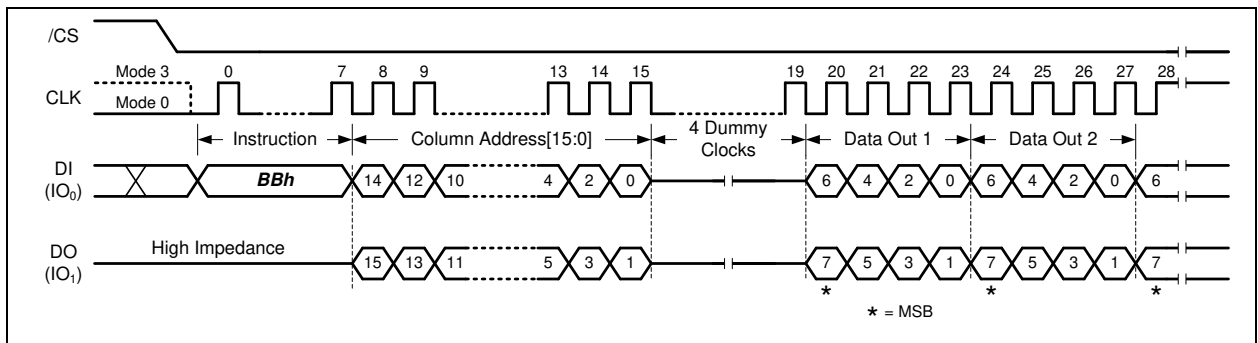 /CS
Mode 3 0 7 8 9 13 14 15 19 20 21 22 23 24 25 26 27 28
CLK
Mode 0
Instruction Column Address[15:0] 4 Dummy Clocks Data Out 1 Data Out 2
DI (IO0) BBh 14 12 10 4 2 0 6 4 2 0 6 4 2 0 6
High Impedance
DO (IO1) 15 13 11 5 3 1 7 5 3 1 7 5 3 1 7
* * *
* = MSB